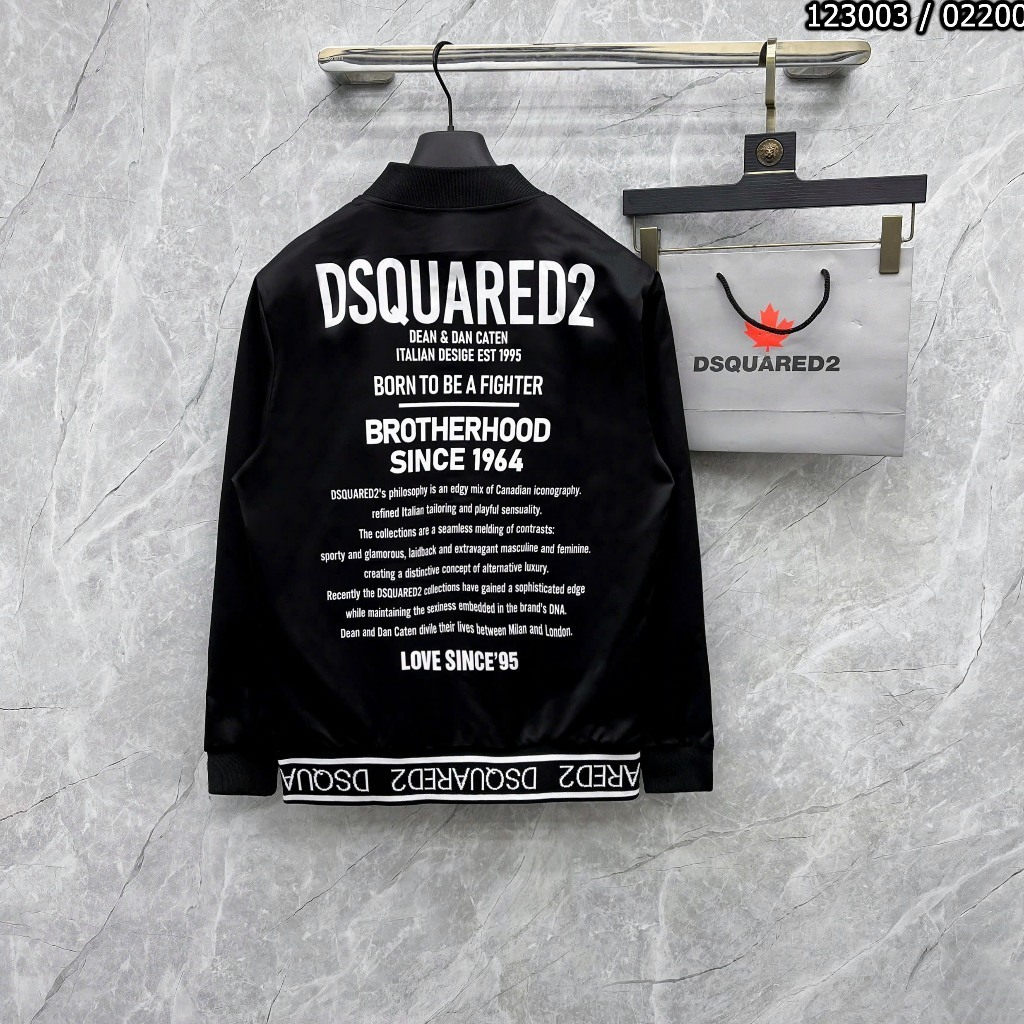 123003 / 02200
DSQUARED2
DEAN & DAN CATEN
ITALIAN DESIGE EST 1995
BORN TO BE A FIGHTER
BROTHERHOOD
SINCE 1964
DSQUARED2's philosophy is an edgy mix of Canadian iconography.
refined Italian tailoring and playful sensuality.
The collections are a seamless melding of contrasts:
sporty and glamorous, laidback and extravagant masculine and feminine.
creating a distinctive concept of alternative luxury.
Recently the DSQUARED2 collections have gained a sophisticated edge
while maintaining the sexiness embedded in the brand's DNA.
Dean and Dan Caten divile their lives between Milan and London.
LOVE SINCE'95
DSQUA DSQUARED2 DSQUARED2 ARED2
DSQUARED2